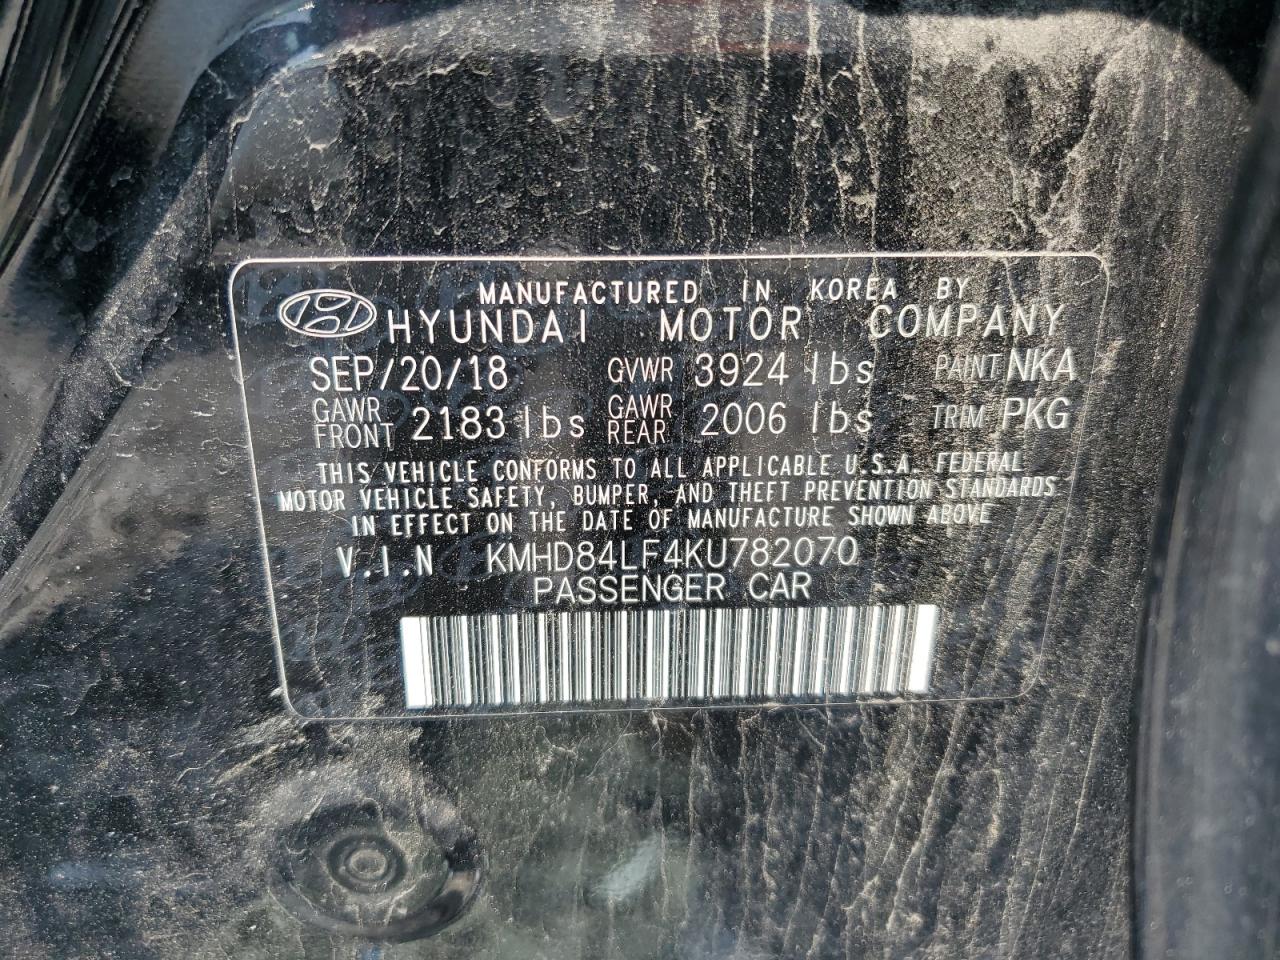 MANUFACTURED IN KOREA BY
HYUNDAI MOTOR COMPANY
SEP/20/18 GVWR 3924 lbs PAINT NKA
GAWR FRONT 2183 lbs GAWR REAR 2006 lbs TRIM PKG
THIS VEHICLE CONFORMS TO ALL APPLICABLE U.S.A. FEDERAL
MOTOR VEHICLE SAFETY, BUMPER, AND THEFT PREVENTION STANDARDS
IN EFFECT ON THE DATE OF MANUFACTURE SHOWN ABOVE
V.I.N KMHD84LF4KU782070
PASSENGER CAR